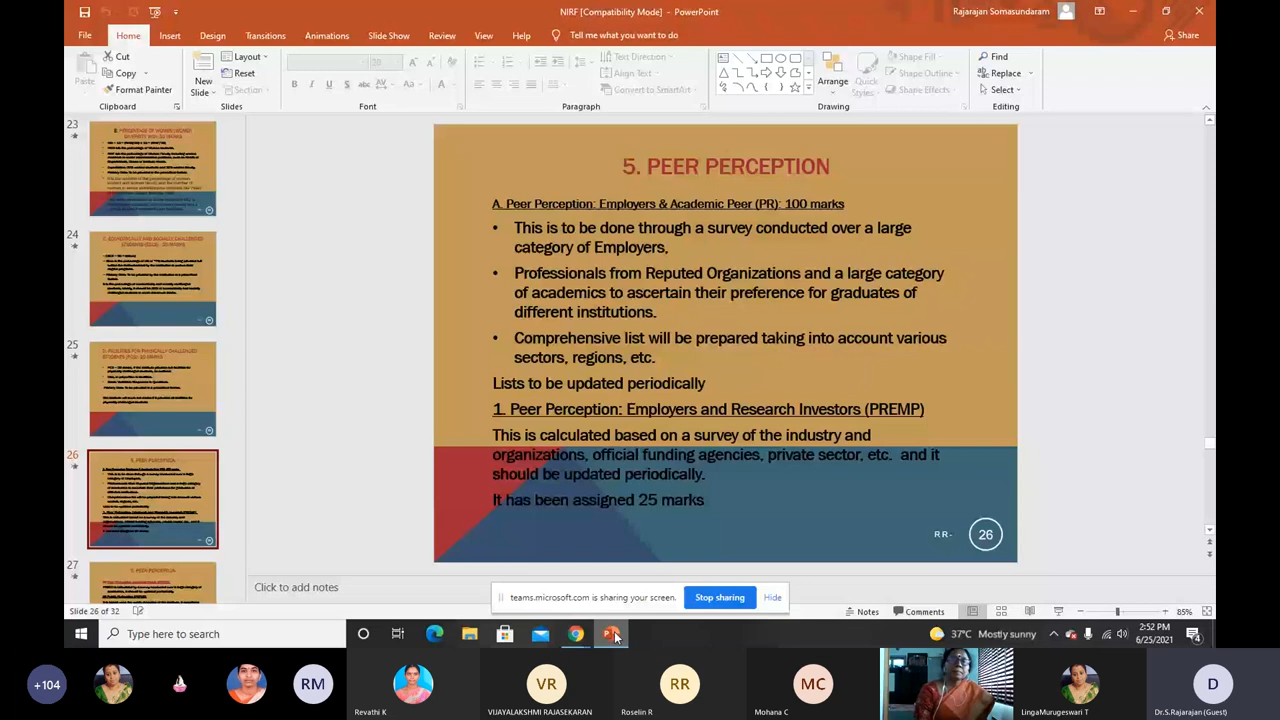 NIRF [Compatibility Mode] - PowerPoint
Rajarajan Somasundaram
File Home Insert Design Transitions Animations Slide Show Review View Help Tell me what you want to do
Share
Cut
Copy
Format Painter
Paste
Clipboard
New
Slide
Layout
Reset
Section
Slides
30
Font
Text Direction
Align Text
Convert to SmartArt
Paragraph
Arrange
Quick
Styles
Shape Fill
Shape Outline
Shape Effects
Drawing
Find
Replace
Select
Editing
23
24
25
26
27
5. PEER PERCEPTION
A. Peer Perception: Employers & Academic Peer (PR): 100 marks
• This is to be done through a survey conducted over a large
category of Employers,
• Professionals from Reputed Organizations and a large category
of academics to ascertain their preference for graduates of
different institutions.
• Comprehensive list will be prepared taking into account various
sectors, regions, etc.
Lists to be updated periodically
1. Peer Perception: Employers and Research Investors (PREMP)
This is calculated based on a survey of the industry and
organizations, official funding agencies, private sector, etc. and it
should be updated periodically.
It has been assigned 25 marks
RR-
26
Click to add notes
teams.microsoft.com is sharing your screen.
Stop sharing
Hide
Slide 26 of 32
Notes
Comments
85%
Type here to search
37°C Mostly sunny
2:52 PM
6/25/2021
4
+104
RM
Revathi K
VR
VIJAYALAKSHMI RAJASEKARAN
RR
Roselin R
MC
Mohana C
LingaMurugeswari T
D
Dr.S.Rajarajan (Guest)